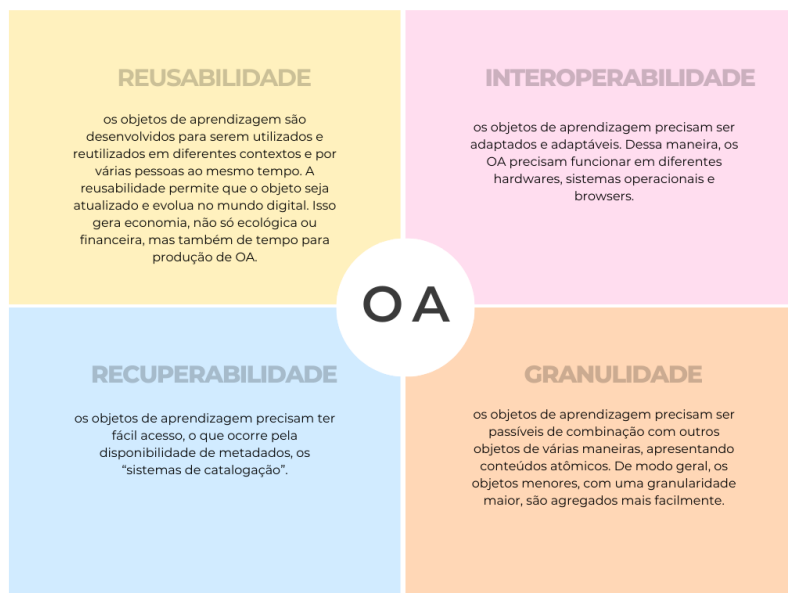 REUSABILIDADE
os objetos de aprendizagem são
desenvolvidos para serem utilizados e
reutilizados em diferentes contextos e por
várias pessoas ao mesmo tempo. A
reusabilidade permite que o objeto seja
atualizado e evolua no mundo digital. Isso
gera economia, não só ecológica ou
financeira, mas também de tempo para
produção de OA.
INTEROPERABILIDADE
os objetos de aprendizagem precisam ser
adaptados e adaptáveis. Dessa maneira, os
OA precisam funcionar em diferentes
hardwares, sistemas operacionais e
browsers.
OA
RECUPERABILIDADE
os objetos de aprendizagem precisam ter
fácil acesso, o que ocorre pela
disponibilidade de metadados, os
“sistemas de catalogação”.
GRANULIDADE
os objetos de aprendizagem precisam ser
passíveis de combinação com outros
objetos de várias maneiras, apresentando
conteúdos atômicos. De modo geral, os
objetos menores, com uma granularidade
maior, são agregados mais facilmente.